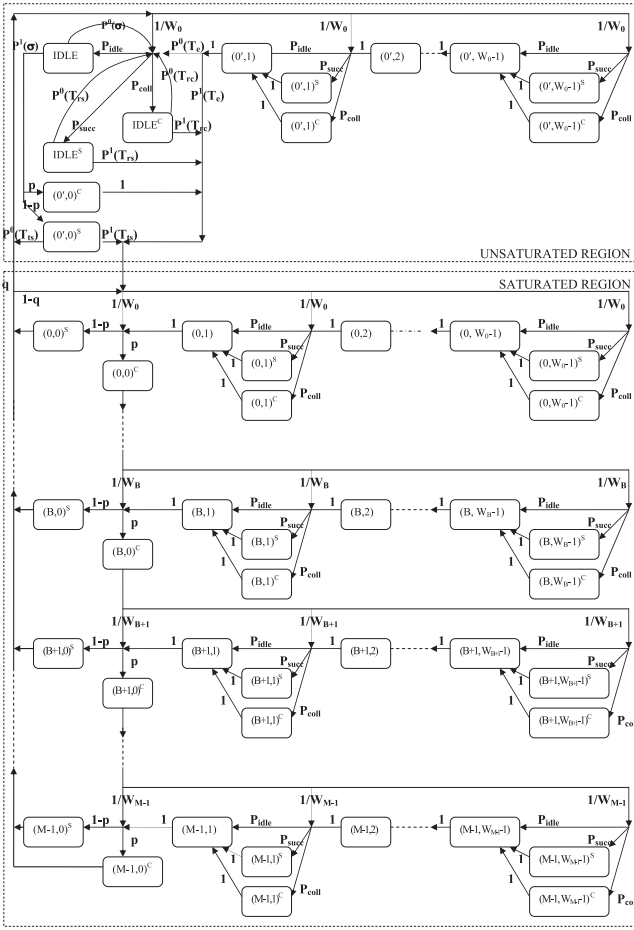 P⁰(σ)
1/W₀ 1/W₀ 1/W₀
P¹(σ) IDLE P_idle P⁰(T_e) (0',1) P_idle (0',2) (0', W₀-1) P_idle
P⁰(T_rc)
P⁰(T_rs) P_coll P¹(T_e) 1 (0',1)^S P_succ 1 (0',W₀-1)^S P_succ
P_succ IDLE^C P¹(T_rc) 1 (0',1)^C P_coll 1 (0',W₀-1)^C P_coll
IDLE^S P¹(T_rs)
p (0',0)^C 1
1-p
P⁰(T_ts) (0',0)^S P¹(T_ts)
UNSATURATED REGION
q SATURATED REGION
1-q
1/W₀ 1/W₀ 1/W₀
(0,0)^S 1-p 1 (0,1) P_idle (0,2) 1 (0, W₀-1) P_idle
p 1 (0,1)^S P_succ 1 (0,W₀-1)^S P_succ
(0,0)^C 1 (0,1)^C P_coll 1 (0,W₀-1)^C P_coll
1/W_B 1/W_B 1/W_B
(B,0)^S 1-p 1 (B,1) P_idle (B,2) 1 (B, W_B-1) P_idle
p 1 (B,1)^S P_succ 1 (B,W_B-1)^S P_succ
(B,0)^C 1 (B,1)^C P_coll 1 (B,W_B-1)^C P_coll
1/W_B+1 1/W_B+1 1/W_B+1
(B+1,0)^S 1-p 1 (B+1,1) P_idle (B+1,2) 1 (B+1,W_B+1-1) P_idle
p 1 (B+1,1)^S P_succ 1 (B+1,W_B+1-1)^S P_succ
(B+1,0)^C 1 (B+1,1)^C P_coll 1 (B+1,W_B+1-1)^C P_co
1/W_M-1 1/W_M-1 1/W_M-1
(M-1,0)^S 1-p 1 (M-1,1) P_idle (M-1,2) 1 (M-1,W_M-1-1) P_idle
p 1 (M-1,1)^S P_succ 1 (M-1,W_M-1-1)^S P_succ
(M-1,0)^C 1 (M-1,1)^C P_coll 1 (M-1,W_M-1-1)^C P_co